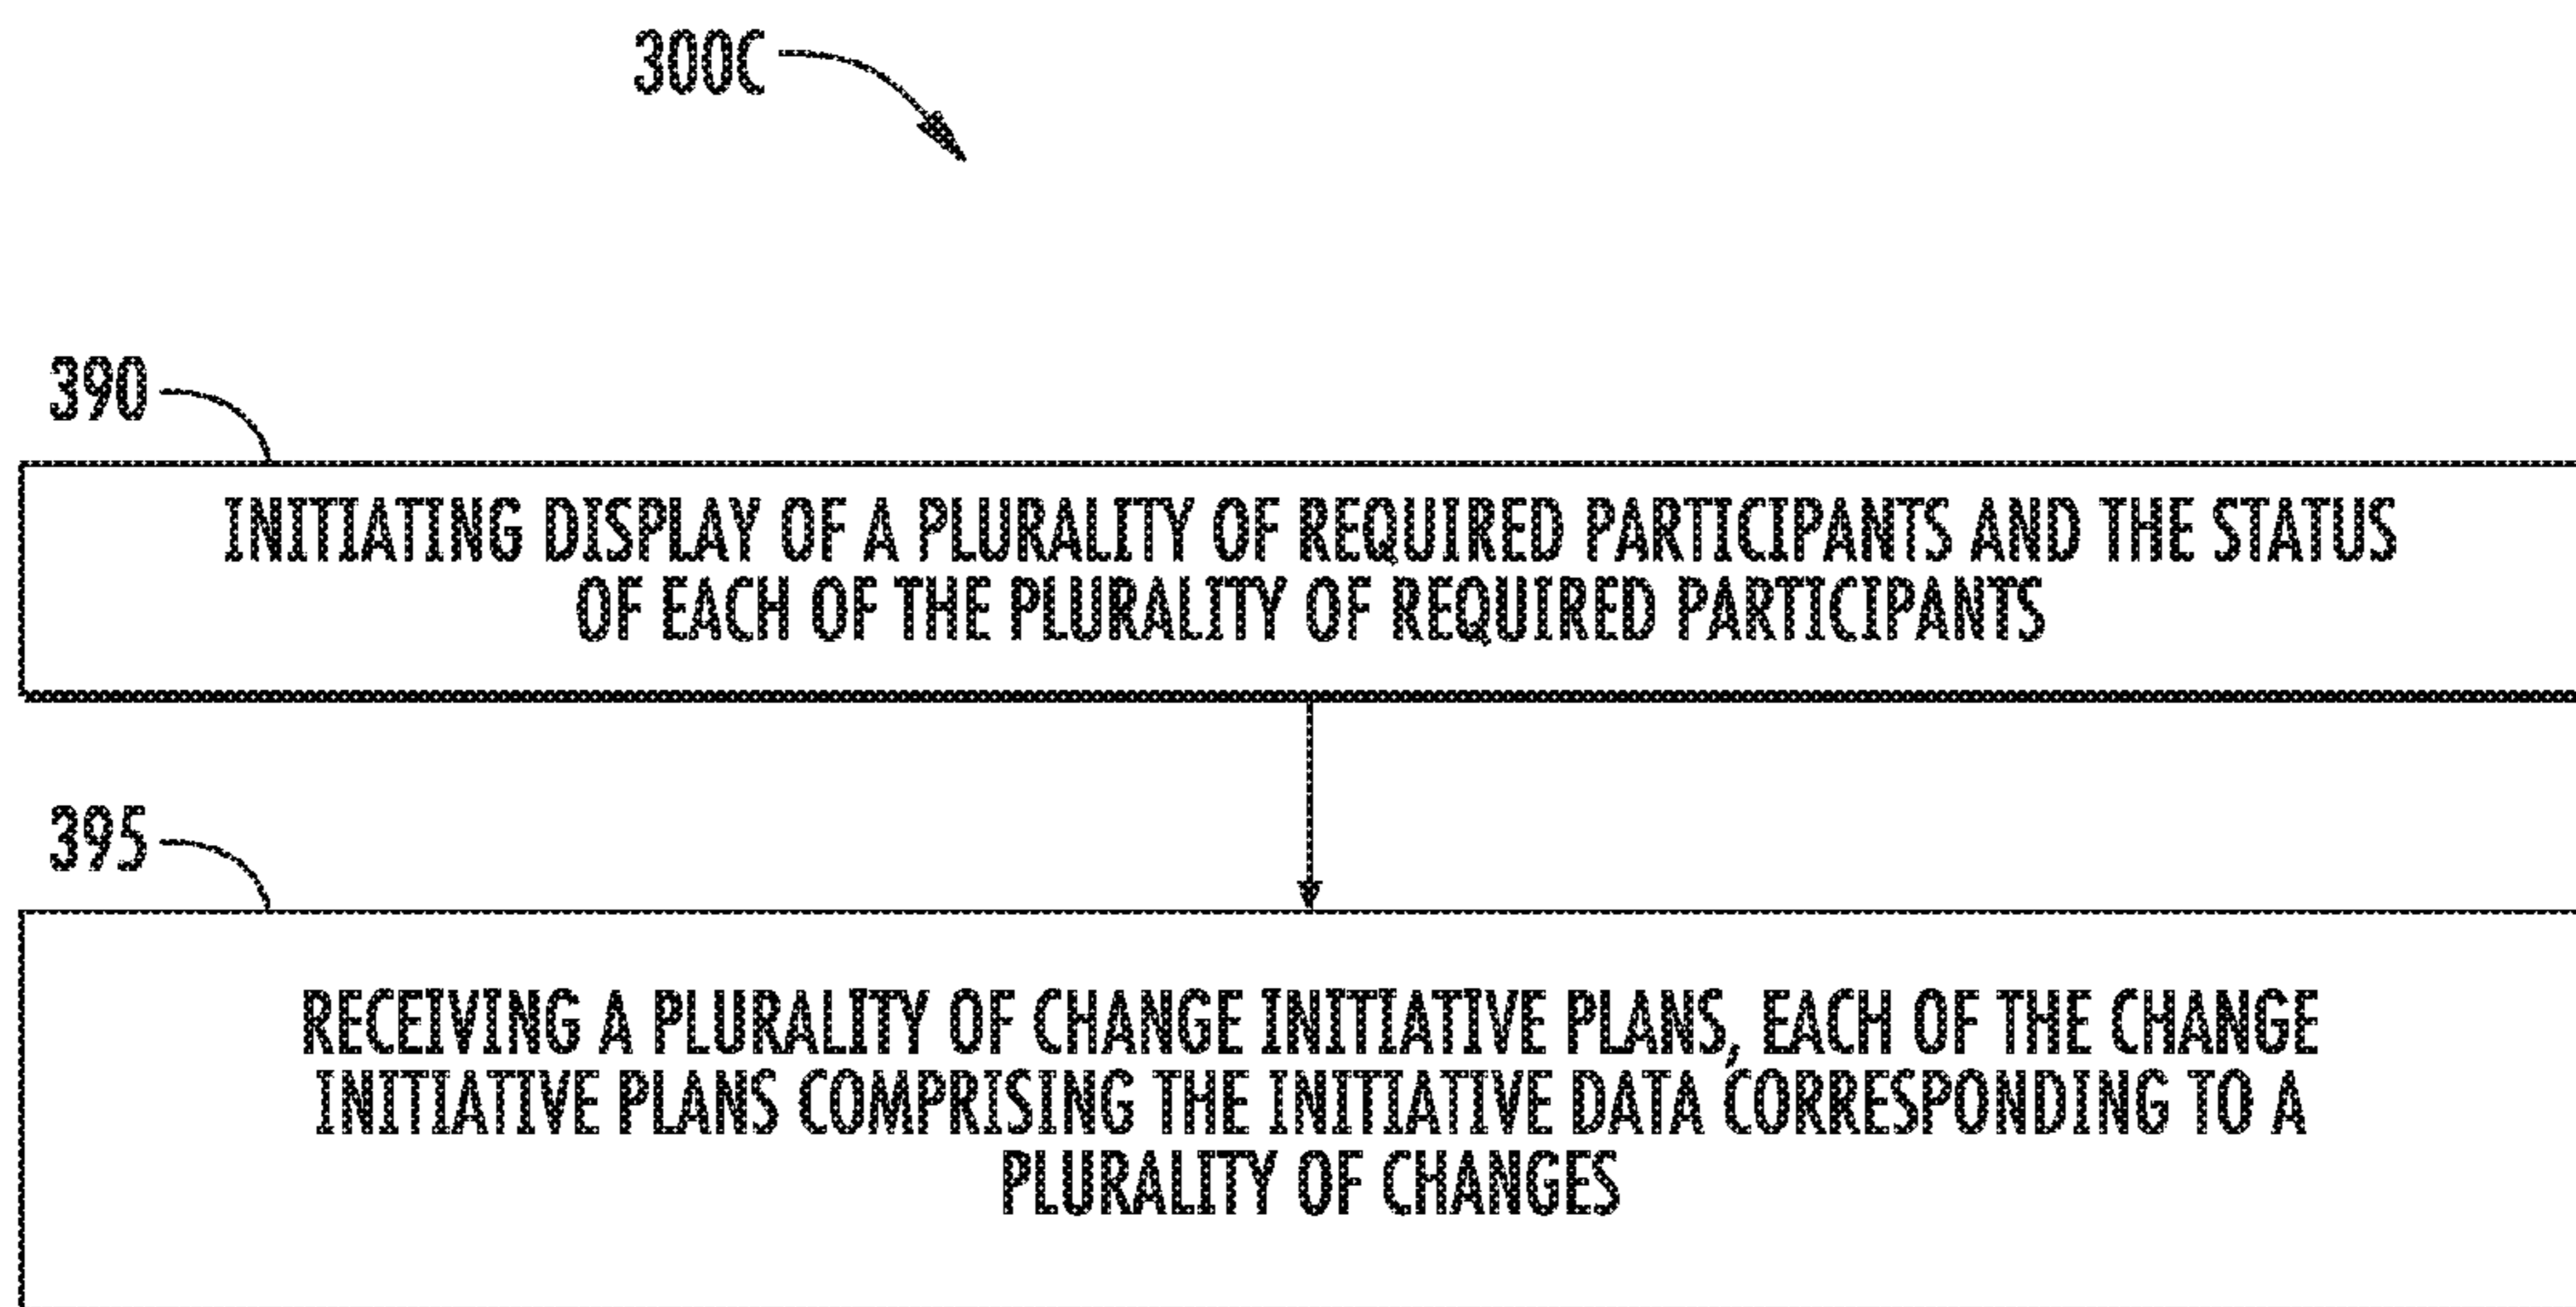 300C
390
INITIATING DISPLAY OF A PLURALITY OF REQUIRED PARTICIPANTS AND THE STATUS
OF EACH OF THE PLURALITY OF REQUIRED PARTICIPANTS
395
RECEIVING A PLURALITY OF CHANGE INITIATIVE PLANS, EACH OF THE CHANGE
INITIATIVE PLANS COMPRISING THE INITIATIVE DATA CORRESPONDING TO A
PLURALITY OF CHANGES